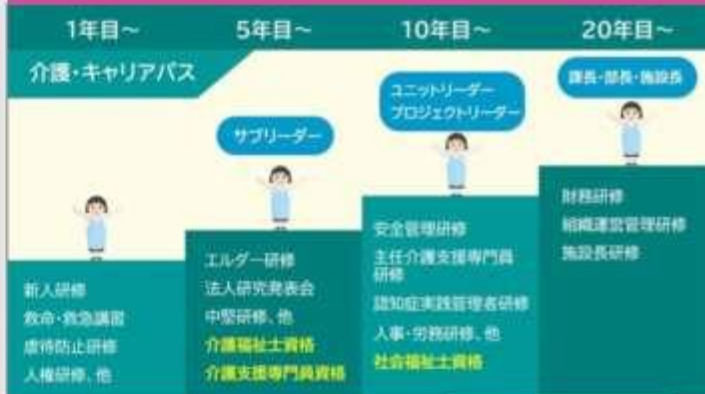 1年目～
5年目～
10年目～
20年目～
介護・キャリアパス
サブリーダー
ユニットリーダー
プロジェクトリーダー
課長・部長・施設長
新人研修
救命・救急講習
虐待防止研修
人権研修、他
エルダー研修
法人研究発表会
中堅研修、他
介護福祉士資格
介護支援専門員資格
安全管理研修
主任介護支援専門員
研修
認知症実践管理者研修
人事・労務研修、他
社会福祉士資格
財務研修
組織運営管理研修
施設長研修